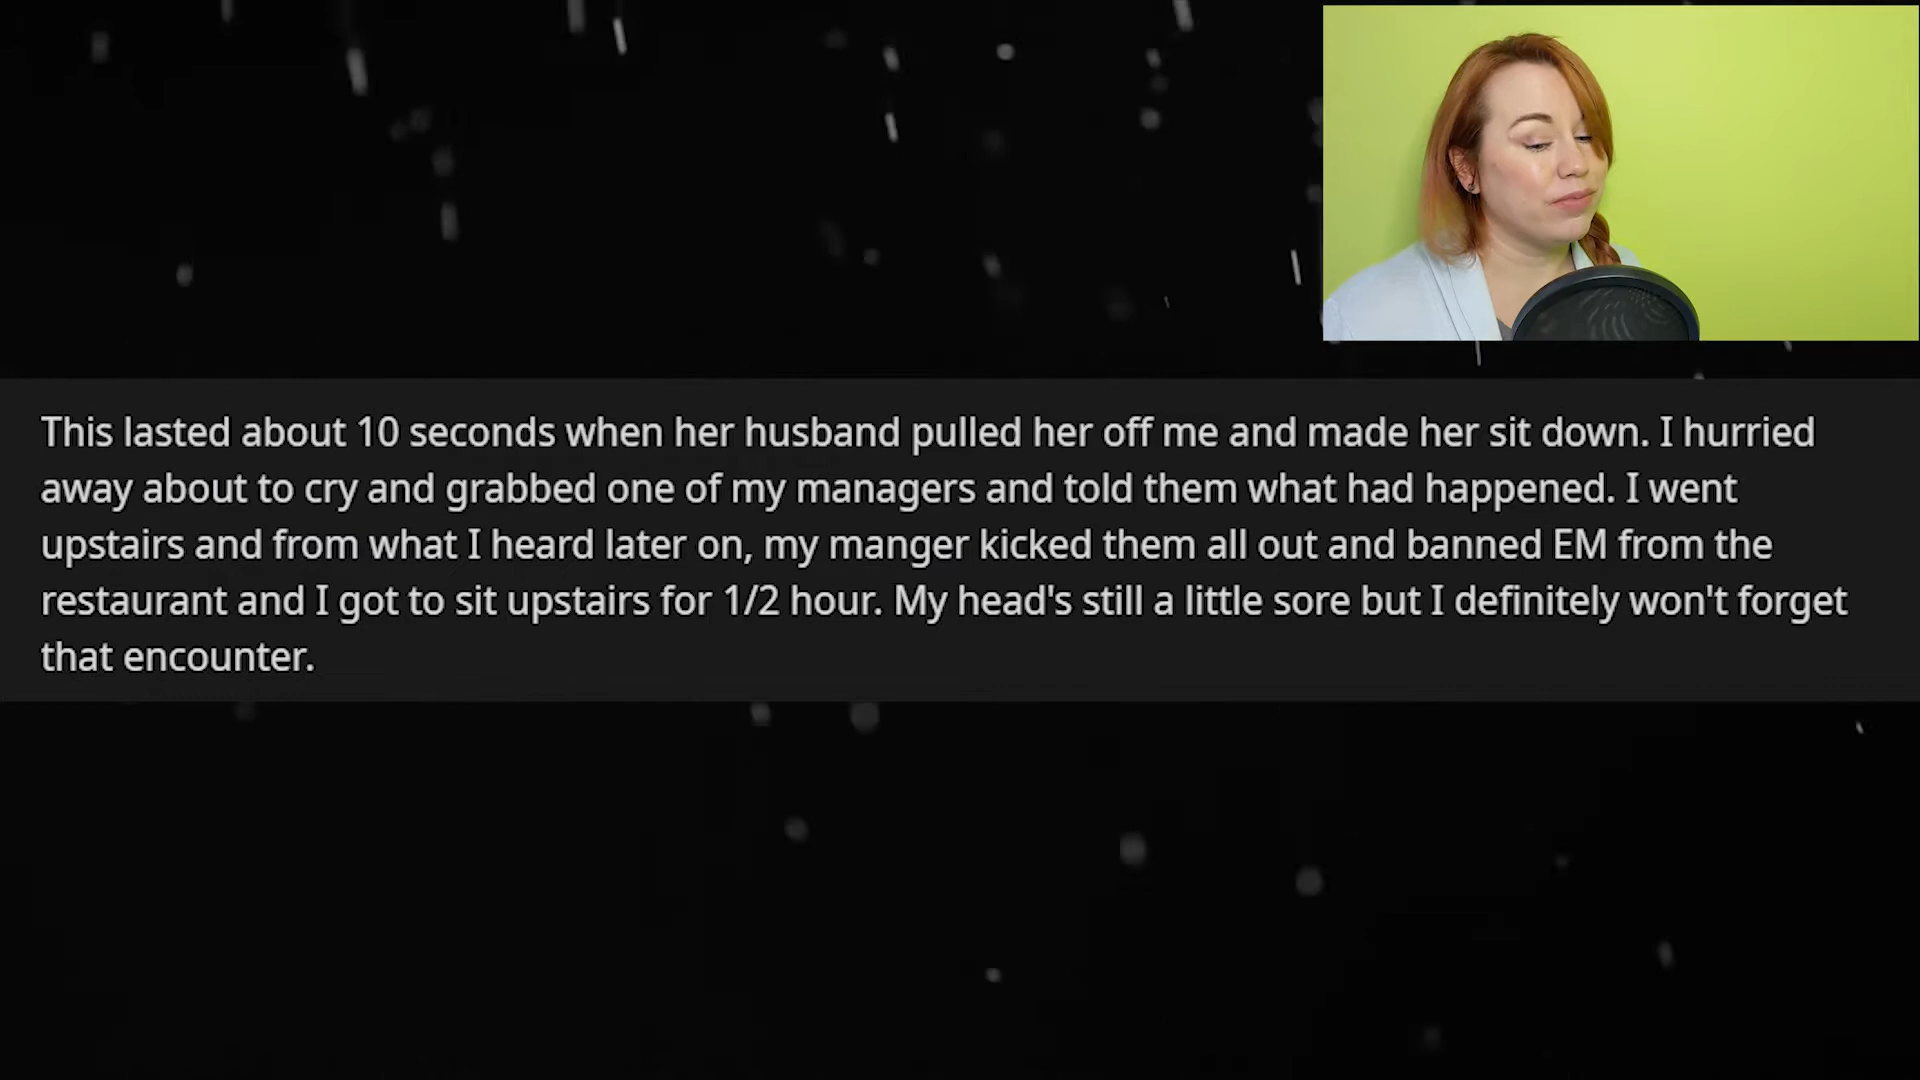 This lasted about 10 seconds when her husband pulled her off me and made her sit down. I hurried
away about to cry and grabbed one of my managers and told them what had happened. I went
upstairs and from what I heard later on, my manger kicked them all out and banned EM from the
restaurant and I got to sit upstairs for 1/2 hour. My head's still a little sore but I definitely won't forget
that encounter.